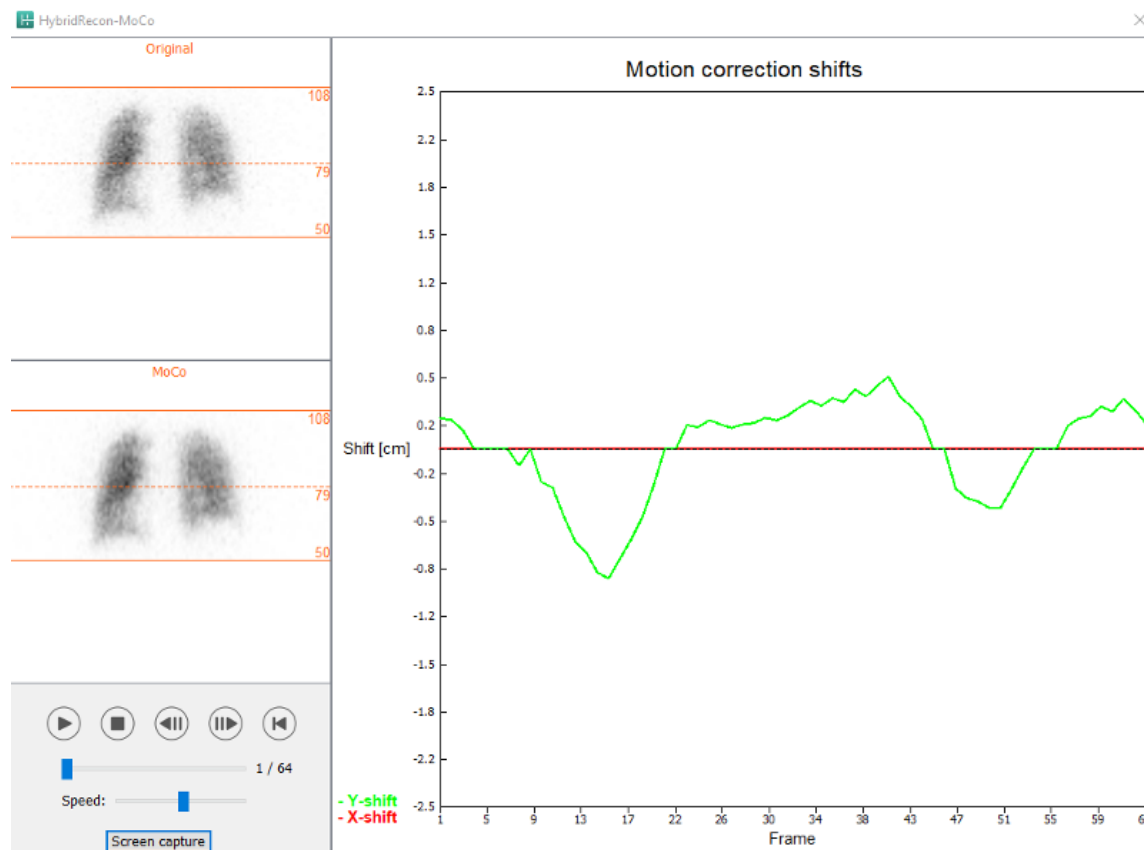 HybridRecon-MoCo
Original
108
79
50
MoCo
108
79
50
1 / 64
Speed:
Screen capture
Motion correction shifts
2.5
2.2
1.8
1.5
1.2
0.8
0.5
0.2
Shift [cm]
-0.2
-0.5
-0.8
-1.2
-1.5
-1.8
-2.2
-2.5
- Y-shift
- X-shift
1 5 9 13 17 22 26 30 34 38 43 47 51 55 59 6
Frame